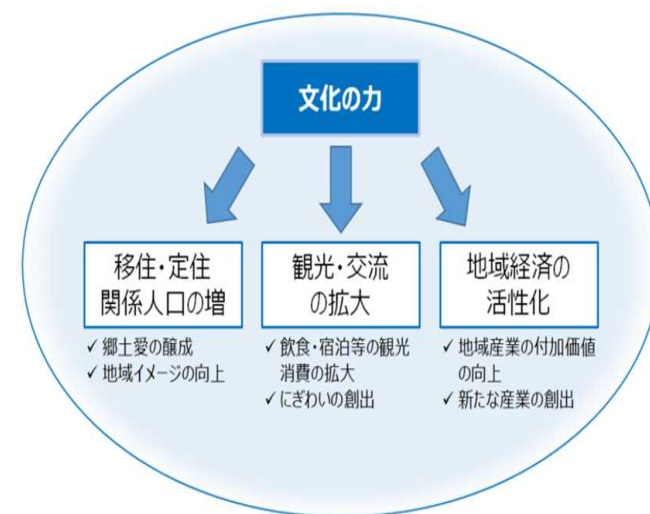 文化の力
移住・定住
関係人口の増
✓ 郷土愛の醸成
✓ 地域イメージの向上
観光・交流
の拡大
✓ 飲食・宿泊等の観光
消費の拡大
✓ にぎわいの創出
地域経済の
活性化
✓ 地域産業の付加価値
の向上
✓ 新たな産業の創出